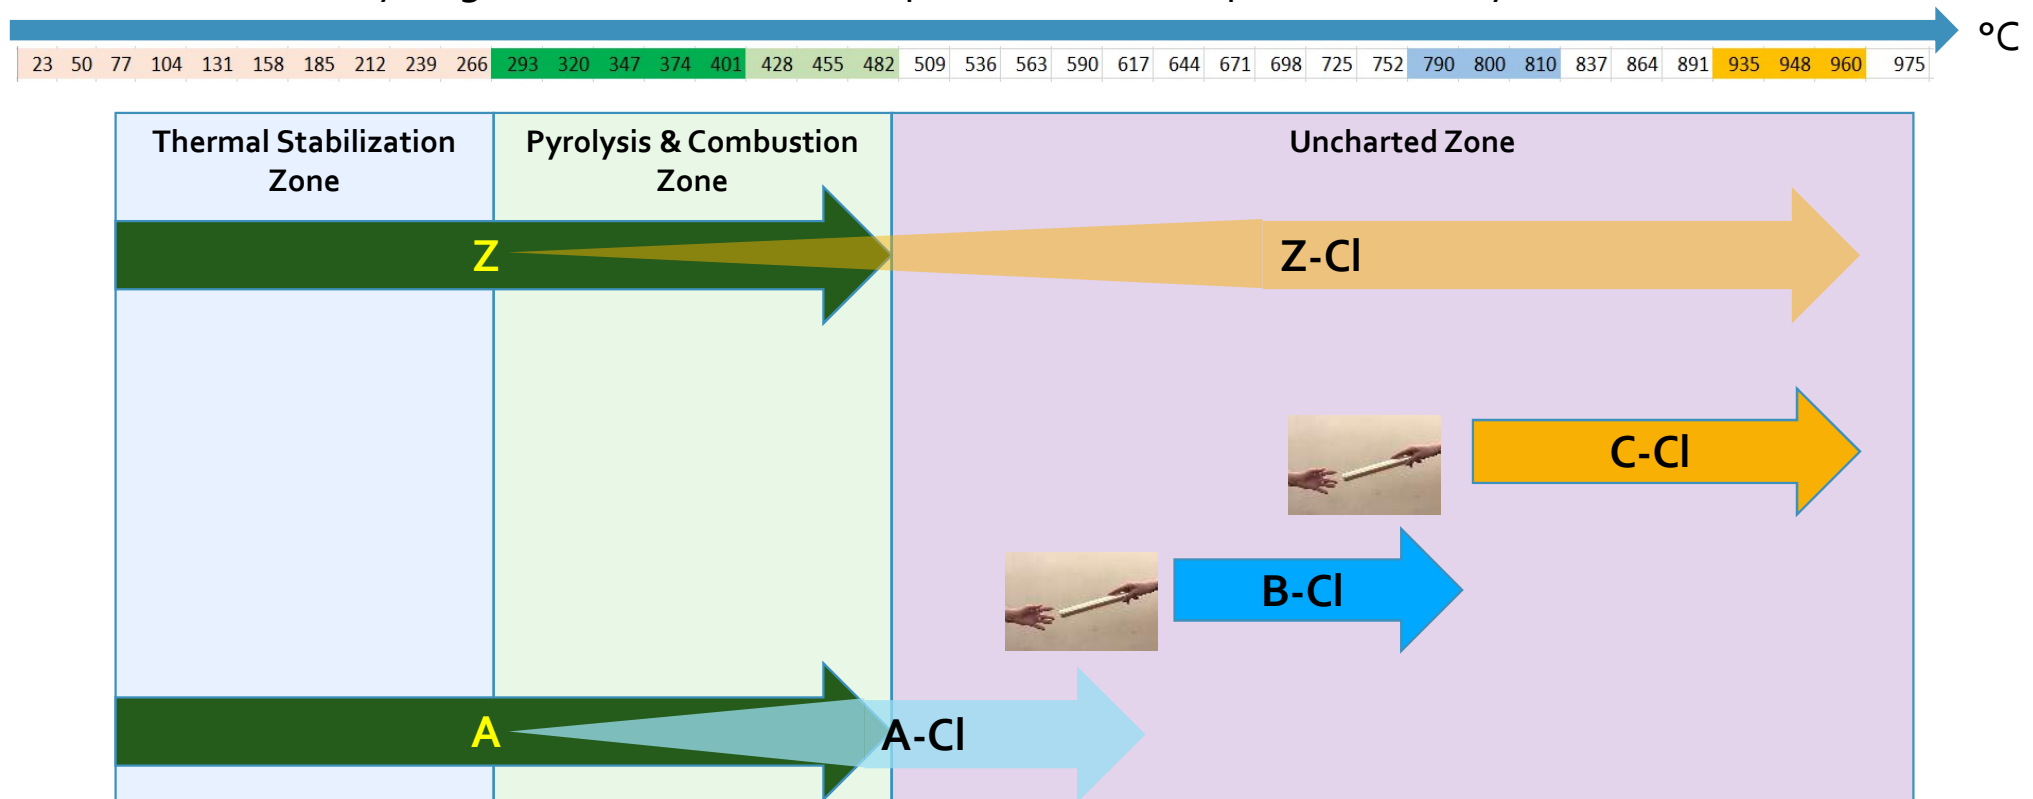 °C
23 50 77 104 131 158 185 212 239 266 293 320 347 374 401 428 455 482 509 536 563 590 617 644 671 698 725 752 790 800 810 837 864 891 935 948 960 975
Thermal Stabilization
Zone
Pyrolysis & Combustion
Zone
Uncharted Zone
Z
Z-Cl
C-Cl
B-Cl
A
A-Cl